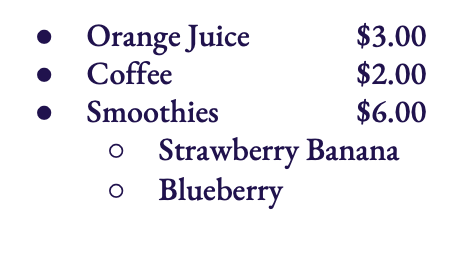 ● Orange Juice $3.00
● Coffee $2.00
● Smoothies $6.00
○ Strawberry Banana
○ Blueberry